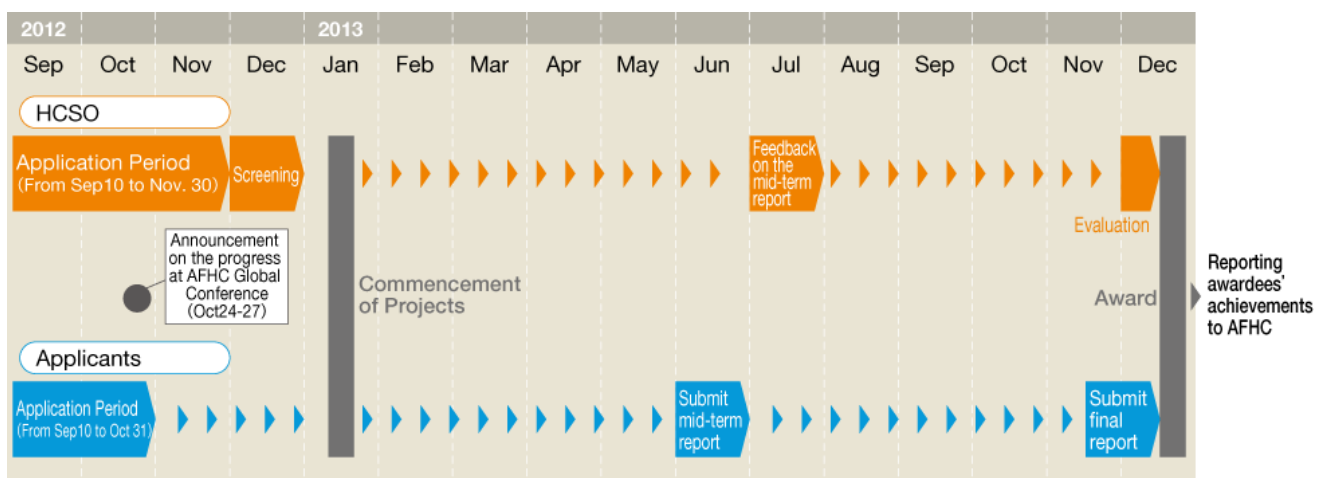 2012 2013
Sep Oct Nov Dec Jan Feb Mar Apr May Jun Jul Aug Sep Oct Nov Dec
HCSO
Application Period
(From Sep10 to Nov. 30)
Screening
Feedback
on the
mid-term
report
Evaluation
Announcement
on the progress
at AFHC Global
Conference
(Oct24-27)
Commencement
of Projects
Award
Reporting
awardees'
achievements
to AFHC
Applicants
Application Period
(From Sep10 to Oct 31)
Submit
mid-term
report
Submit
final
report